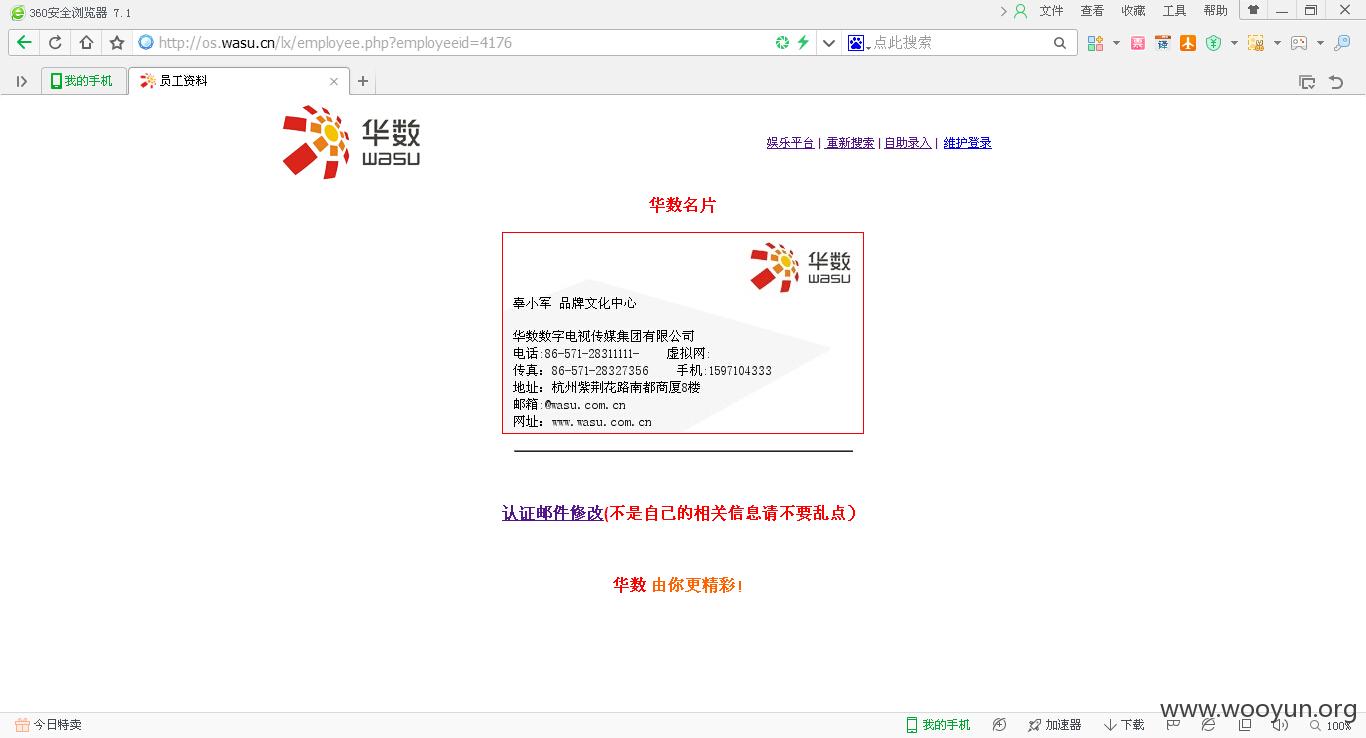 360安全浏览器 7.1
文件 查看 收藏 工具 帮助
http://os.wasu.cn/lx/employee.php?employeeid=4176
点此搜索
我的手机
员工资料
华数
wasu
娱乐平台 | 重新搜索 | 自助录入 | 维护登录
华数名片
华数
wasu
辜小军 品牌文化中心
华数数字电视传媒集团有限公司
电话:86-571-28311111- 虚拟网:
传真: 86-571-28327356 手机:1597104333
地址: 杭州紫荆花路南都商厦8楼
邮箱:@wasu.com.cn
网址: www.wasu.com.cn
认证邮件修改(不是自己的相关信息请不要乱点)
华数 由你更精彩!
www.wooyun.org
今日特卖
我的手机 加速器 下载 100%